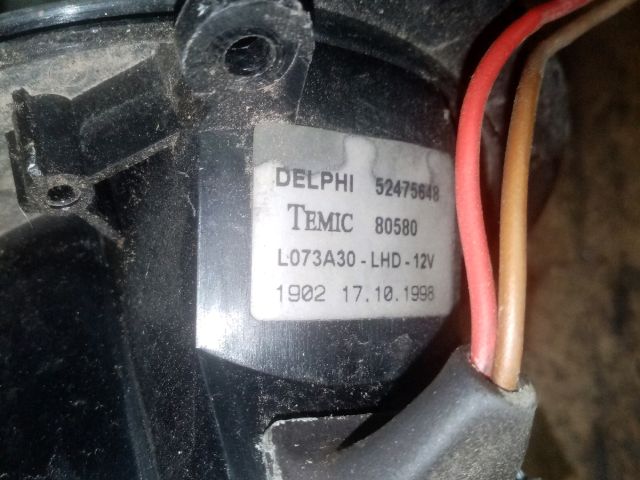 DELPHI 52475648
TEMIC 80580
L073A30 - LHD - 12V
1902 17.10.1998